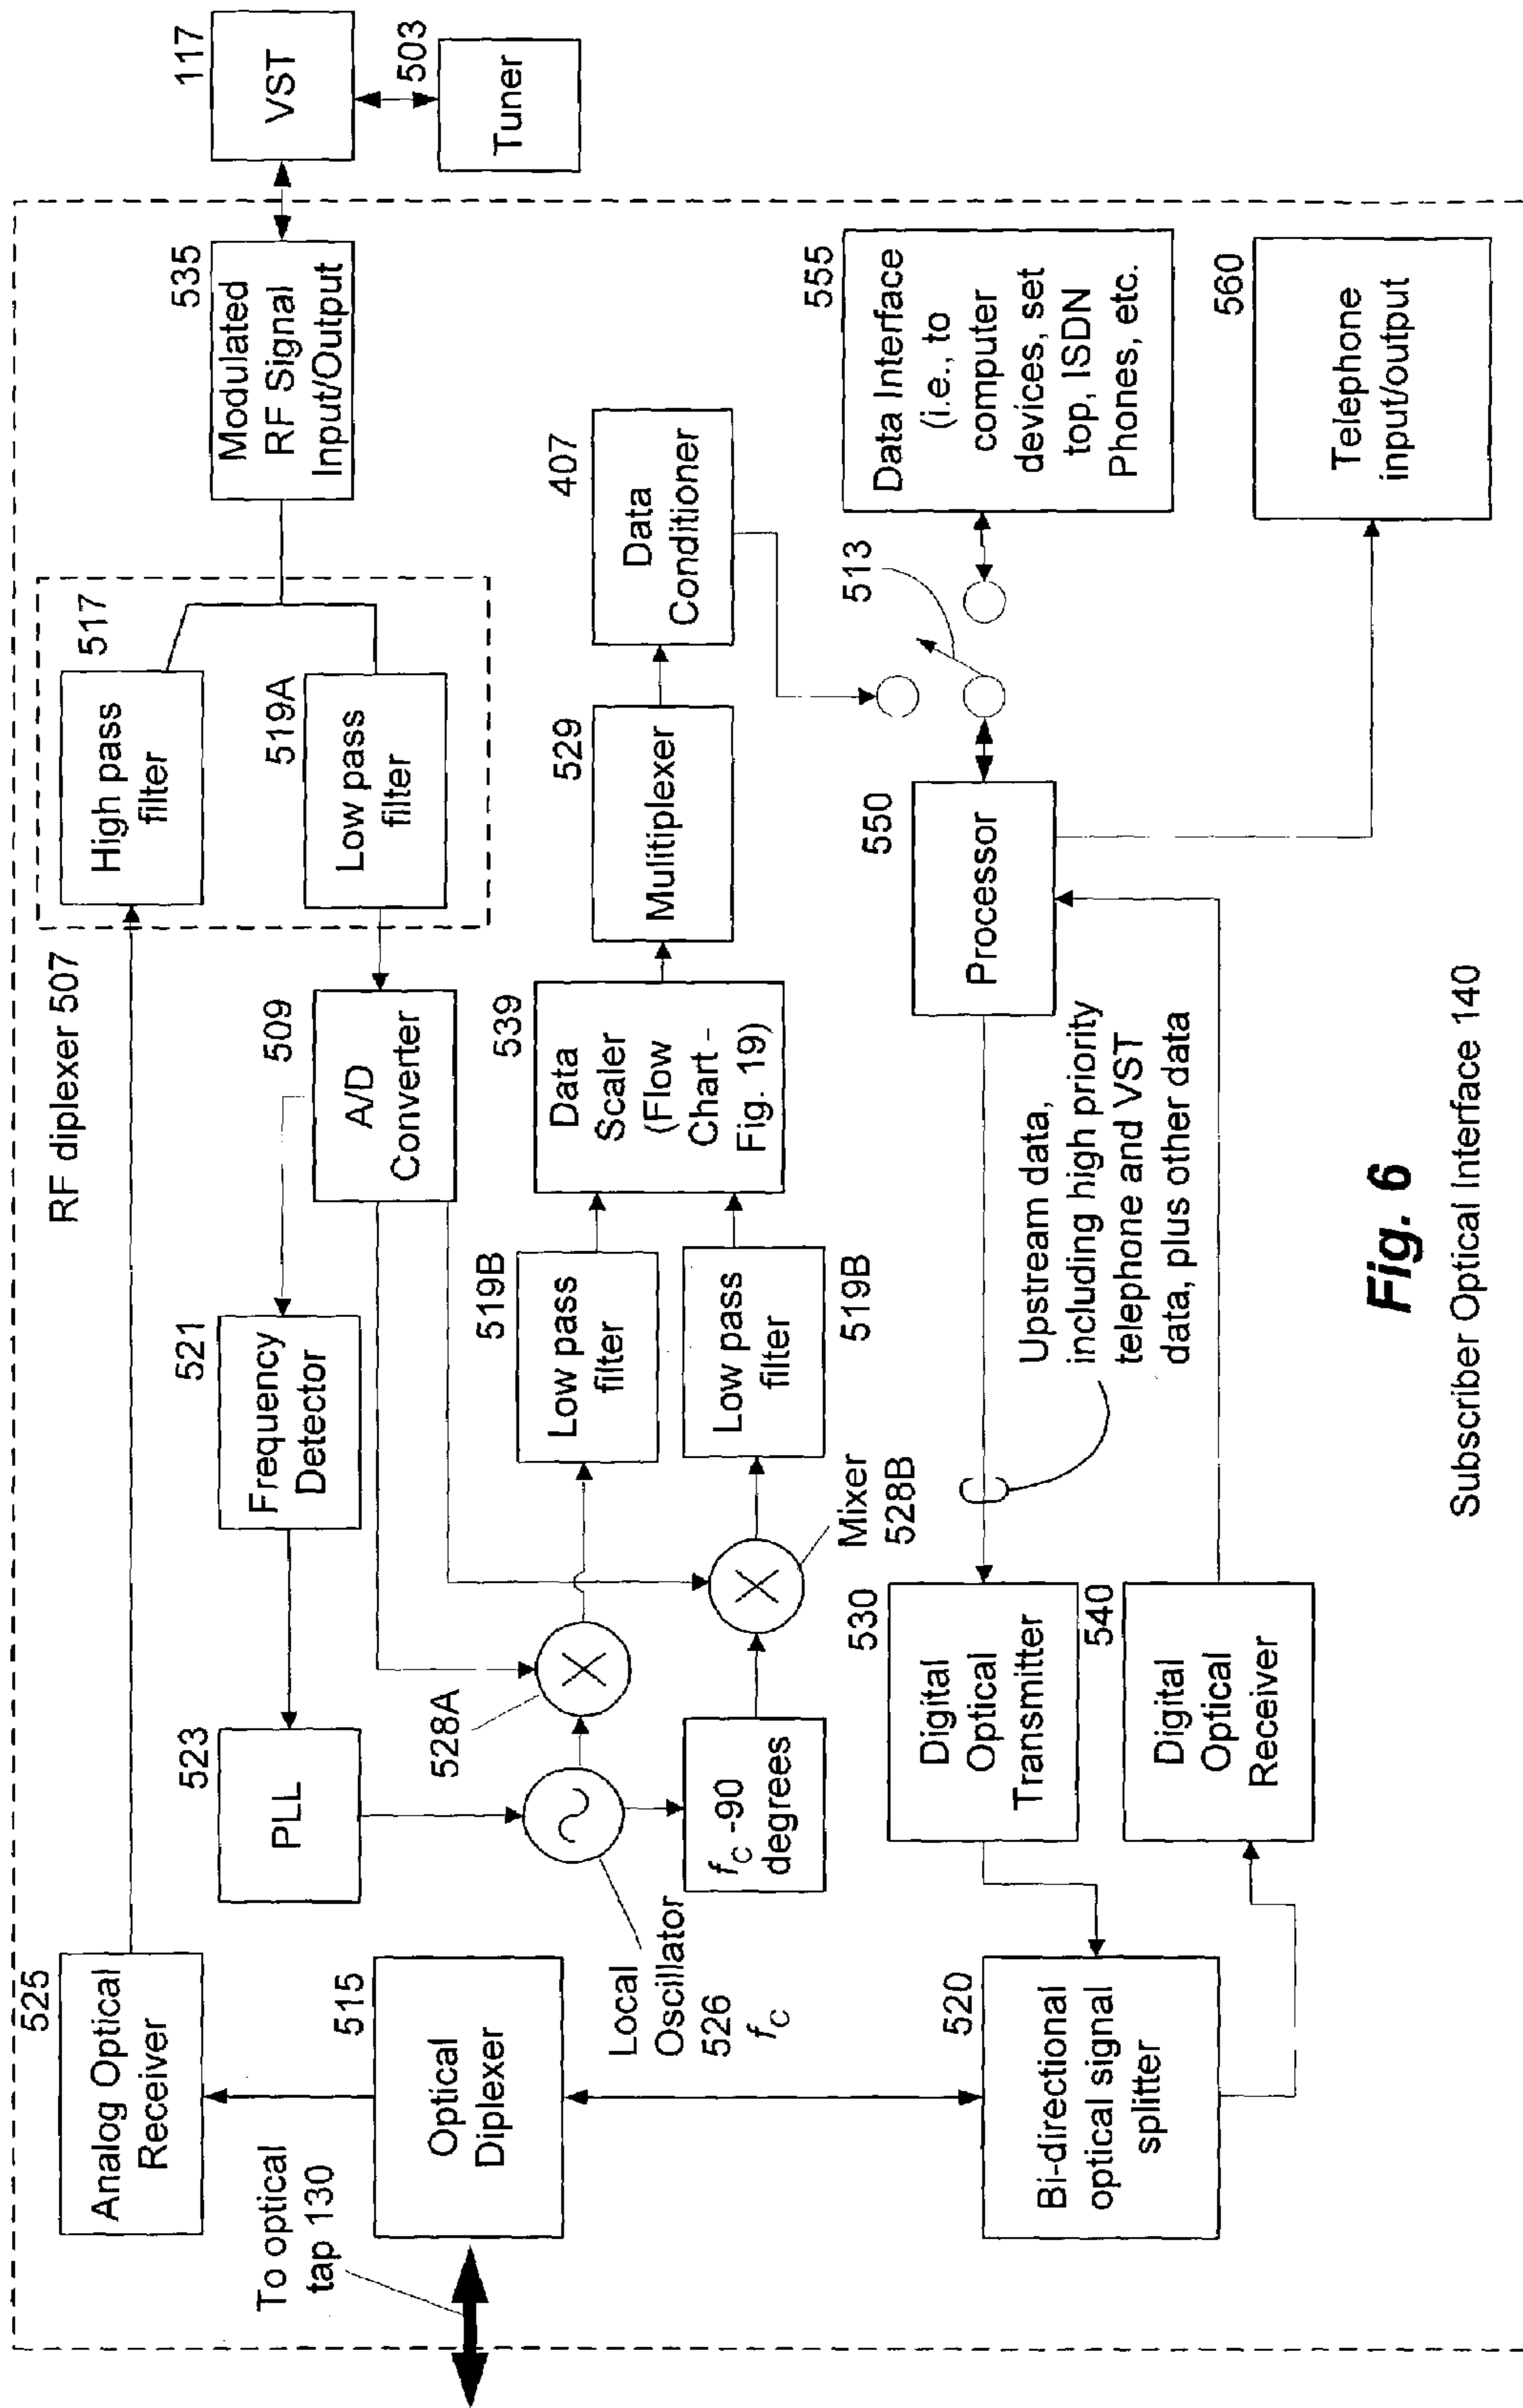 525
Analog Optical
Receiver
To optical
tap 130
515
Optical
Diplexer
Local
Oscillator
526
fC
520
Bi-directional
optical signal
splitter
523
PLL
521
Frequency
Detector
528A
fC -90
degrees
Mixer
528B
530
Digital
Optical
Transmitter
540
Digital
Optical
Receiver
RF diplexer 507
509
A/D
Converter
519B
Low pass
filter
Low pass
filter
519B
539
Data
Scaler
(Flow
Chart -
Fig. 19)
Upstream data,
including high priority
telephone and VST
data, plus other data
517
High pass
filter
519A
Low pass
filter
529
Mulitiplexer
407
Data
Conditioner
513
550
Processor
535
Modulated
RF Signal
Input/Output
117
VST
503
Tuner
555
Data Interface
(i.e., to
computer
devices, set
top, ISDN
Phones, etc.
560
Telephone
input/output
Fig. 6
Subscriber Optical Interface 140